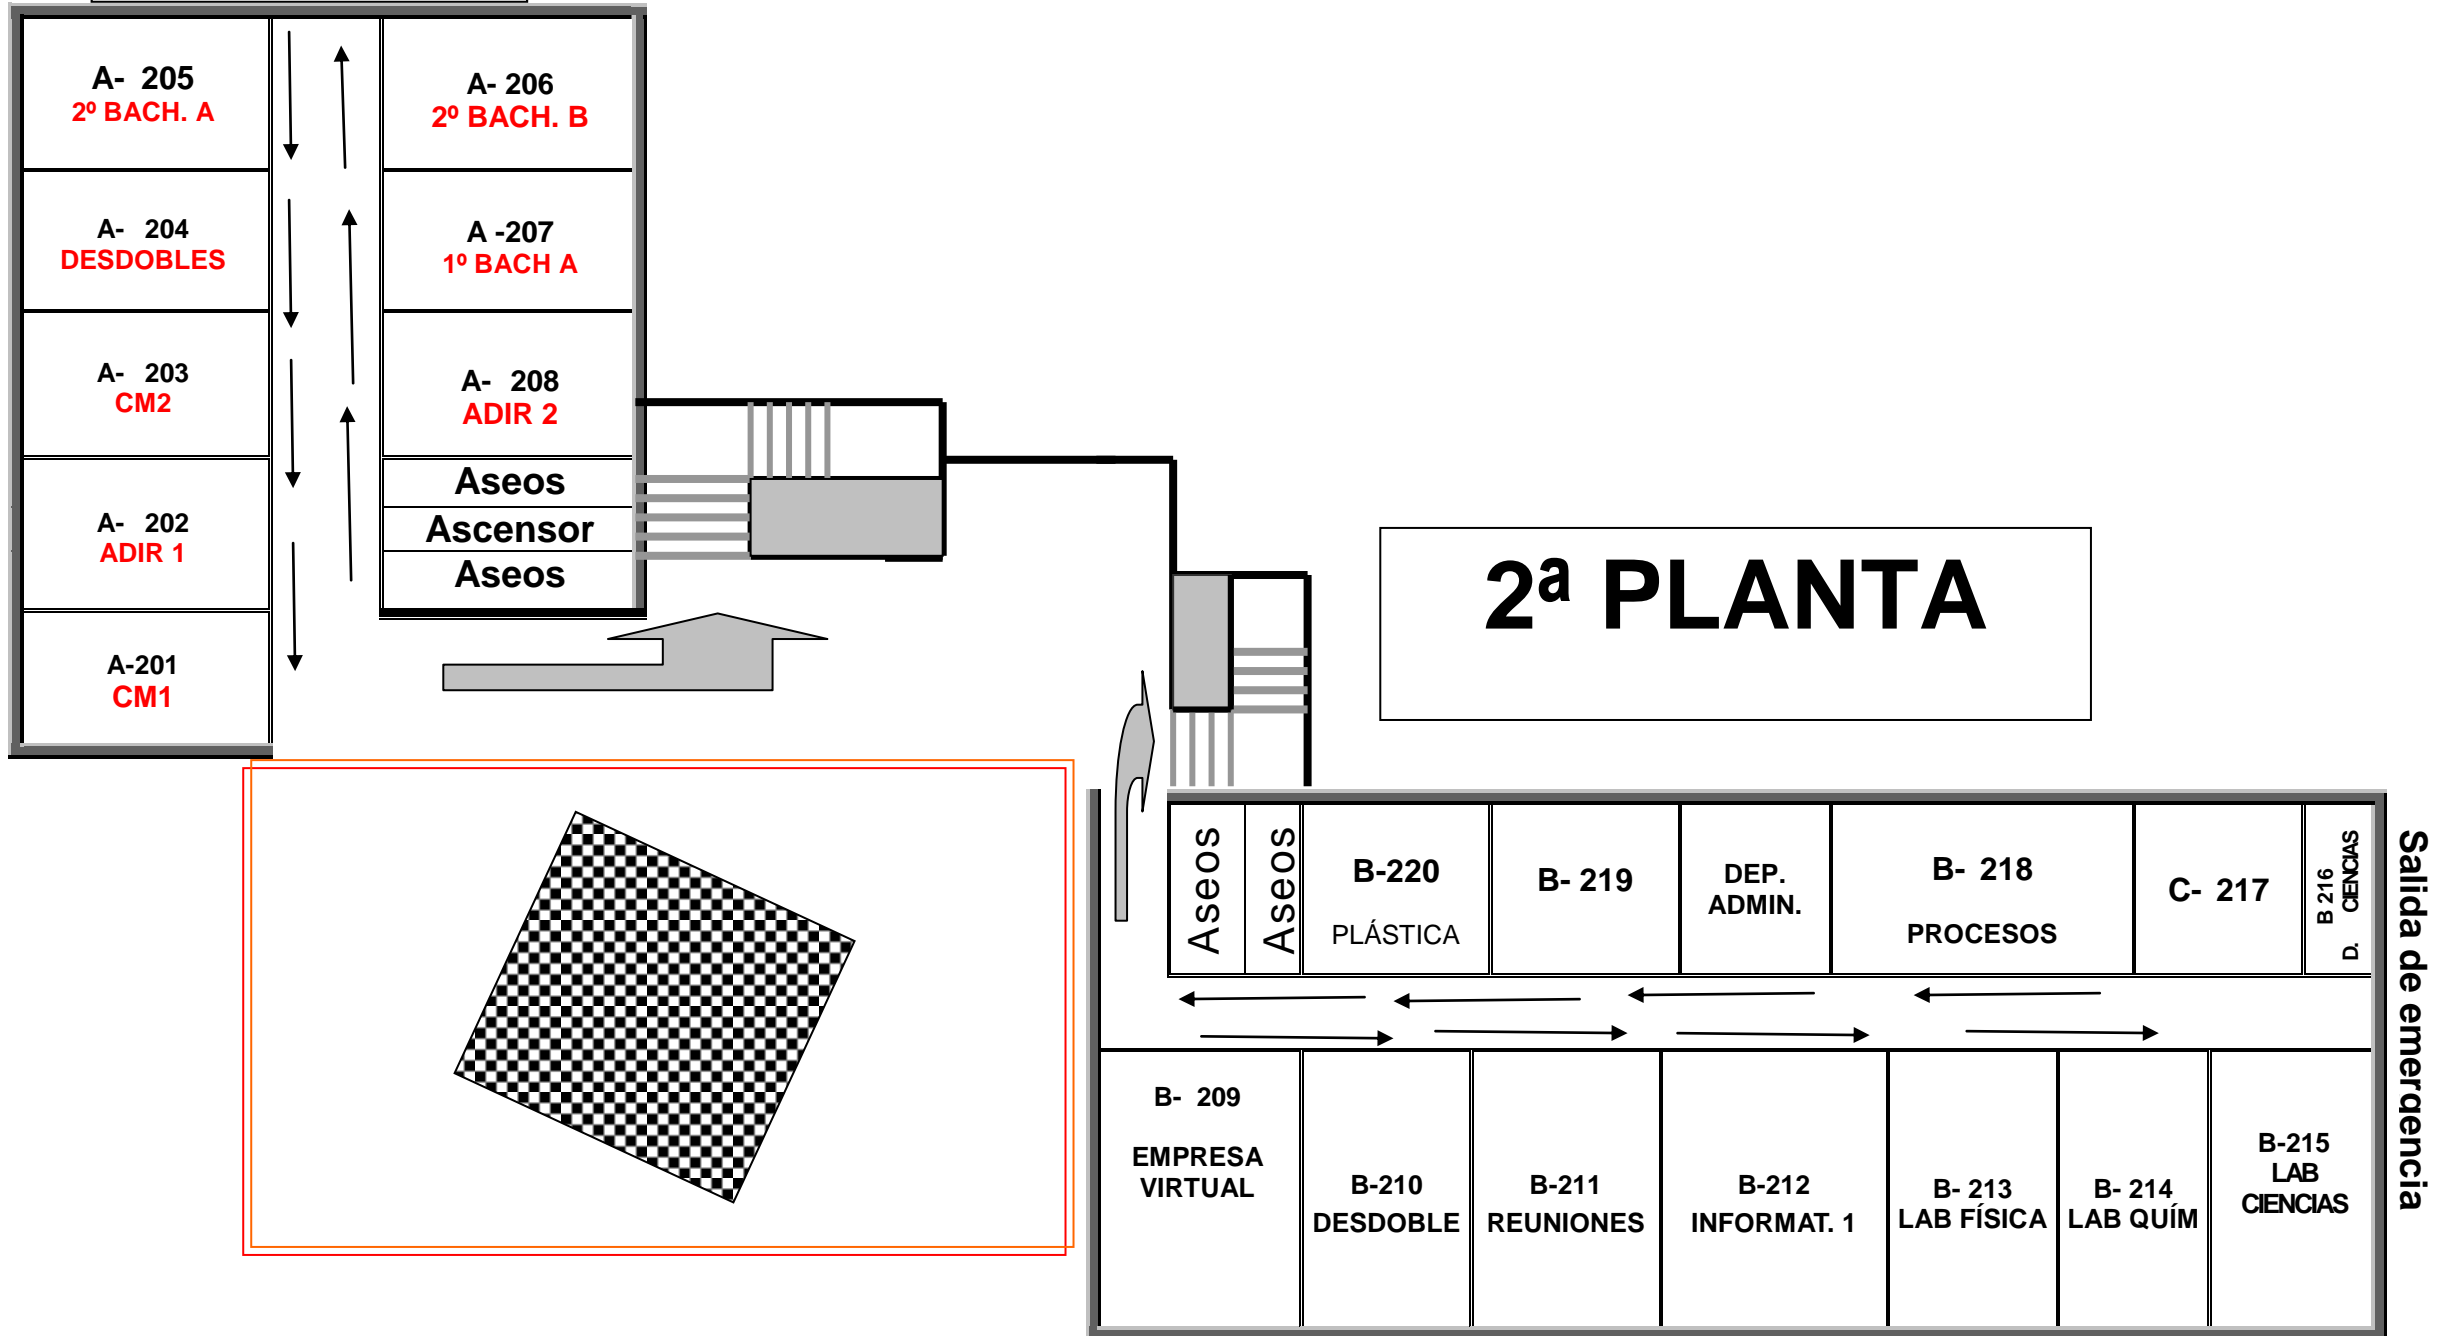 A- 205
2º BACH. A
A- 206
2º BACH. B
A- 204
DESDOBLES
A -207
1º BACH A
A- 203
CM2
A- 208
ADIR 2
Aseos
A- 202
ADIR 1
Ascensor
Aseos
A-201
CM1
2ª PLANTA
Aseos
Aseos
B-220
PLÁSTICA
B- 219
DEP.
ADMIN.
B- 218
PROCESOS
C- 217
B 216
D. CIENCIAS
Salida de emergencia
B- 209
EMPRESA
VIRTUAL
B-210
DESDOBLE
B-211
REUNIONES
B-212
INFORMAT. 1
B- 213
LAB FÍSICA
B- 214
LAB QUÍM
B-215
LAB
CIENCIAS